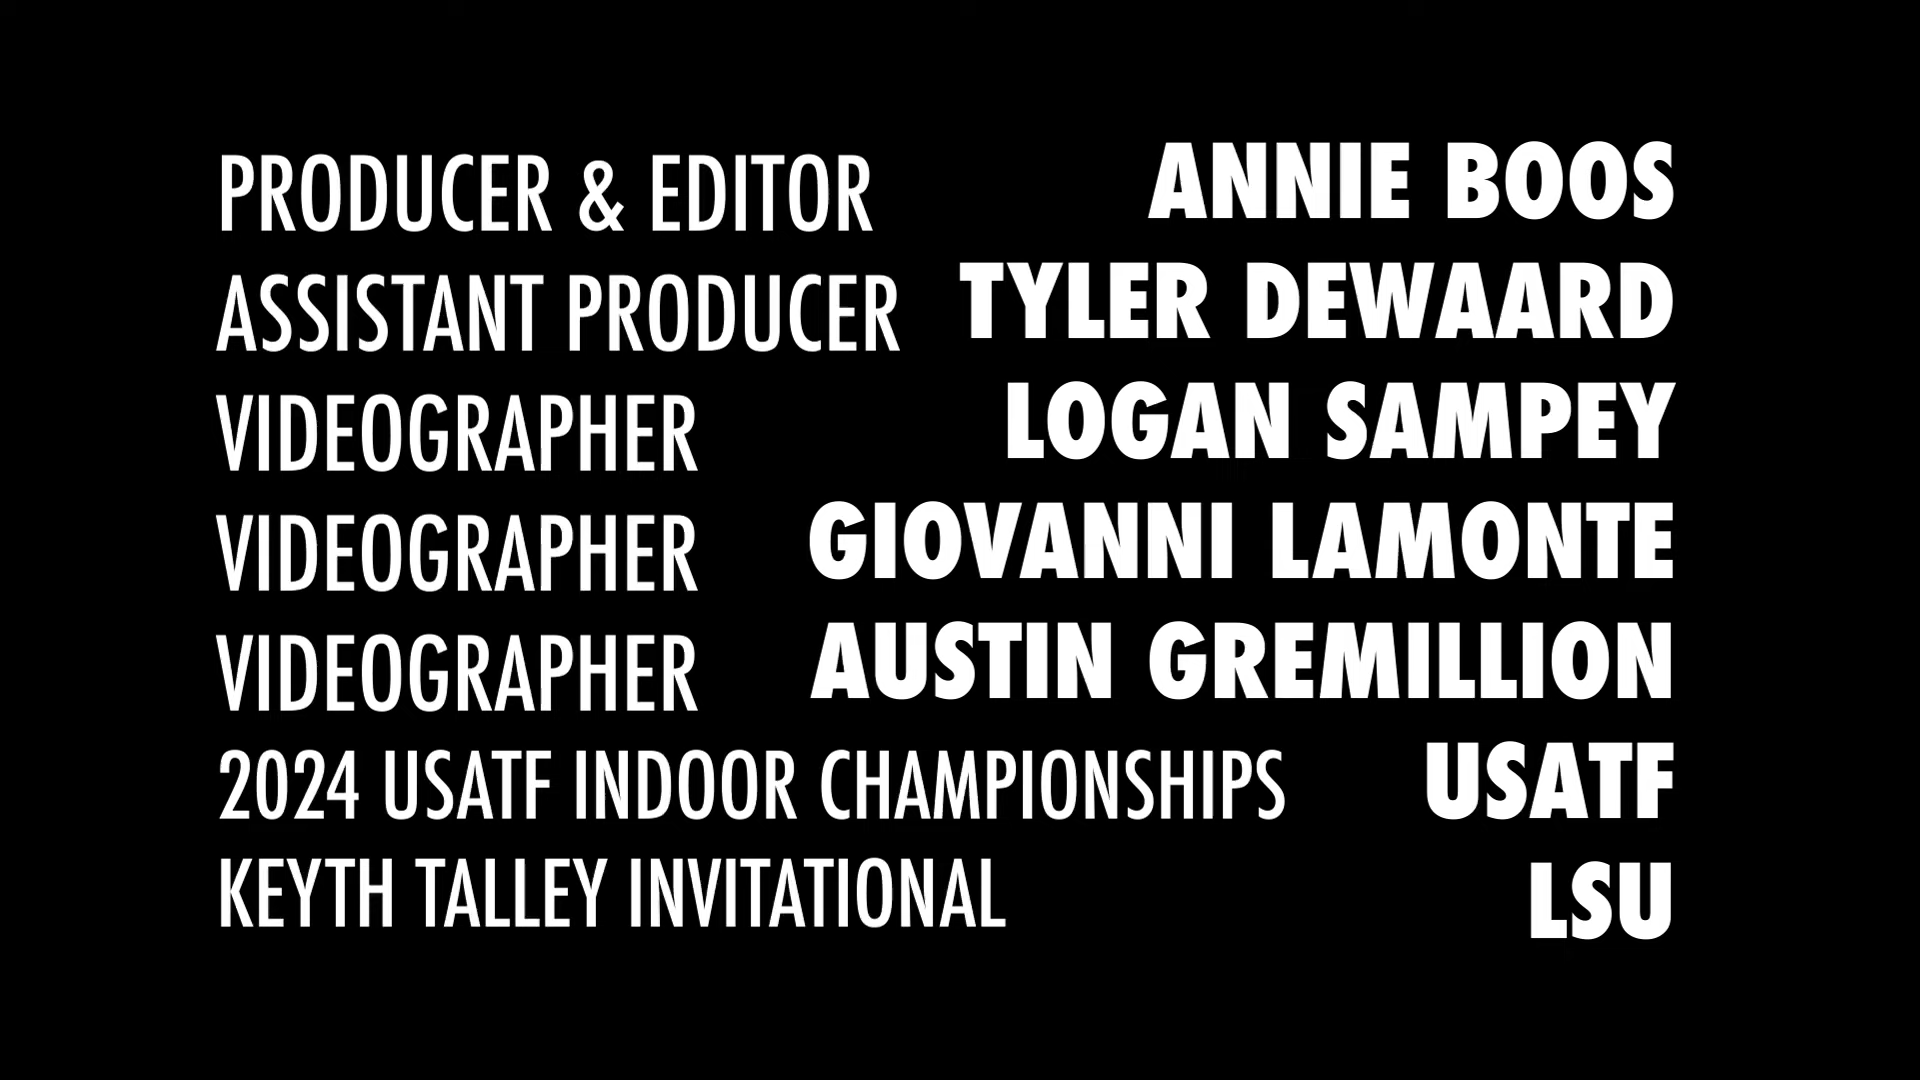 PRODUCER & EDITOR ANNIE BOOS
ASSISTANT PRODUCER TYLER DEWAARD
VIDEOGRAPHER LOGAN SAMPEY
VIDEOGRAPHER GIOVANNI LAMONTE
VIDEOGRAPHER AUSTIN GREMILLION
2024 USATF INDOOR CHAMPIONSHIPS USATF
KEYTH TALLEY INVITATIONAL LSU